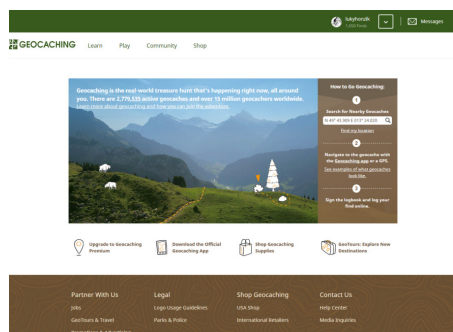 lukyhorulk
Messages
GEOCACHING
Learn Play Community Shop
Geocaching is the real-world treasure hunt that's happening right now, all around
you. There are 2,779,535 active geocaches and over 15 million geocachers worldwide.
Learn more about geocaching and how you can join the adventure.
How to Go Geocaching:
1
Search for Nearby Geocaches
Find my location
2
Navigate to the geocache with
the Geocaching app or a GPS.
See examples of what geocaches
look like.
3
Sign the logbook and log your
find online.
Upgrade to Geocaching
Premium
Download the Official
Geocaching App
Shop Geocaching
Supplies
GeoTours: Explore New
Destinations
Partner With Us
Jobs
GeoTours & Travel
Legal
Logo Usage Guidelines
Parks & Police
Shop Geocaching
USA Shop
International Retailers
Contact Us
Help Center
Media Inquiries